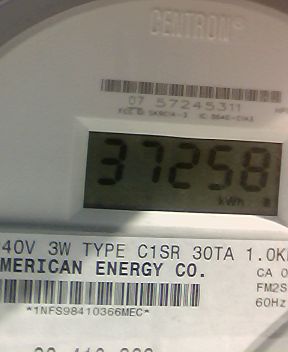 CENTRON®
07 57245311
37258
kWh
40V 3W TYPE C1SR 30TA 1.0K
MERICAN ENERGY CO.
CA 0
FM2S
60Hz
*1NFS98410366MEC*